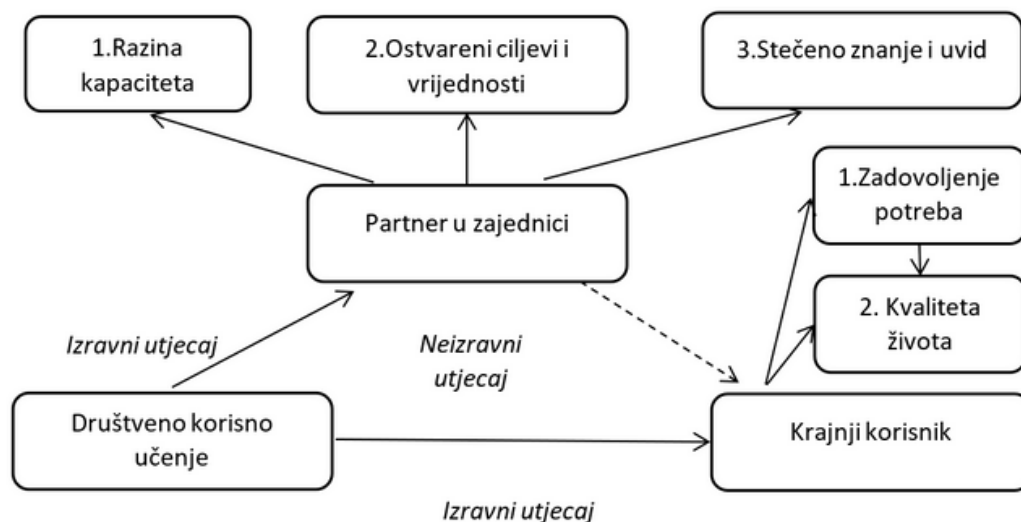 1.Razina
kapaciteta
2.Ostvareni ciljevi i
vrijednosti
3.Stečeno znanje i uvid
Partner u zajednici
1.Zadovoljenje
potreba
2. Kvaliteta
života
Izravni utjecaj
Neizravni
utjecaj
Društveno korisno
učenje
Krajnji korisnik
Izravni utjecaj